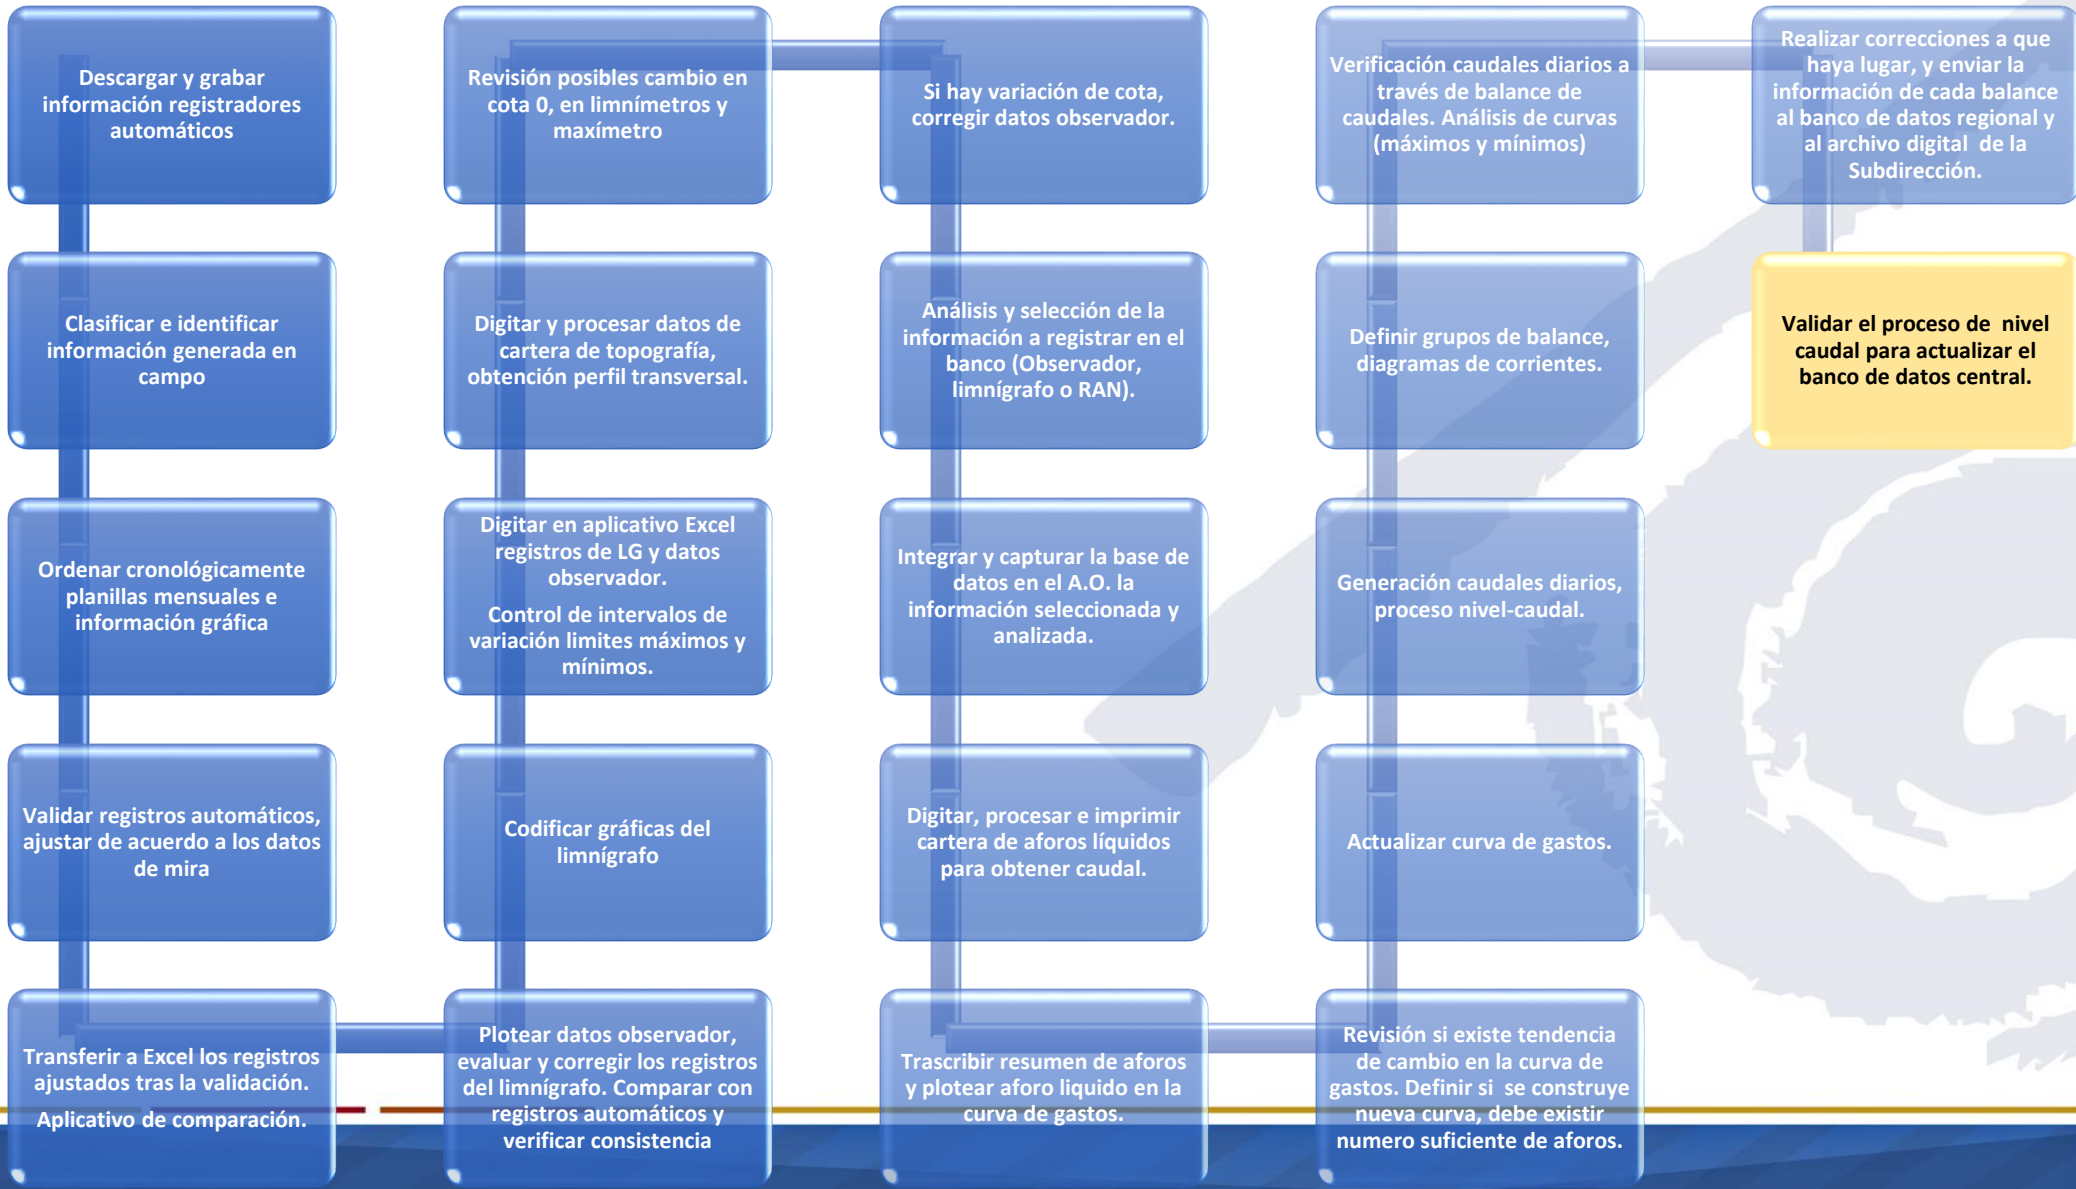 Descargar y grabar
información registradores
automáticos
Clasificar e identificar
información generada en
campo
Ordenar cronológicamente
planillas mensuales e
información gráfica
Validar registros automáticos,
ajustar de acuerdo a los datos
de mira
Transferir a Excel los registros
ajustados tras la validación.
Aplicativo de comparación.
Plotear datos observador,
evaluar y corregir los registros
del limnígrafo. Comparar con
registros automáticos y
verificar consistencia
Codificar gráficas del
limnígrafo
Digitar en aplicativo Excel
registros de LG y datos
observador.
Control de intervalos de
variación limites máximos y
mínimos.
Digitar y procesar datos de
cartera de topografía,
obtención perfil transversal.
Revisión posibles cambio en
cota 0, en limnímetros y
maxímetro
Si hay variación de cota,
corregir datos observador.
Análisis y selección de la
información a registrar en el
banco (Observador,
limnígrafo o RAN).
Integrar y capturar la base de
datos en el A.O. la
información seleccionada y
analizada.
Digitar, procesar e imprimir
cartera de aforos líquidos
para obtener caudal.
Trascribir resumen de aforos
y plotear aforo liquido en la
curva de gastos.
Revisión si existe tendencia
de cambio en la curva de
gastos. Definir si se construye
nueva curva, debe existir
numero suficiente de aforos.
Actualizar curva de gastos.
Generación caudales diarios,
proceso nivel-caudal.
Definir grupos de balance,
diagramas de corrientes.
Verificación caudales diarios a
través de balance de
caudales. Análisis de curvas
(máximos y mínimos)
Realizar correcciones a que
haya lugar, y enviar la
información de cada balance
al banco de datos regional y
al archivo digital de la
Subdirección.
Validar el proceso de nivel
caudal para actualizar el
banco de datos central.